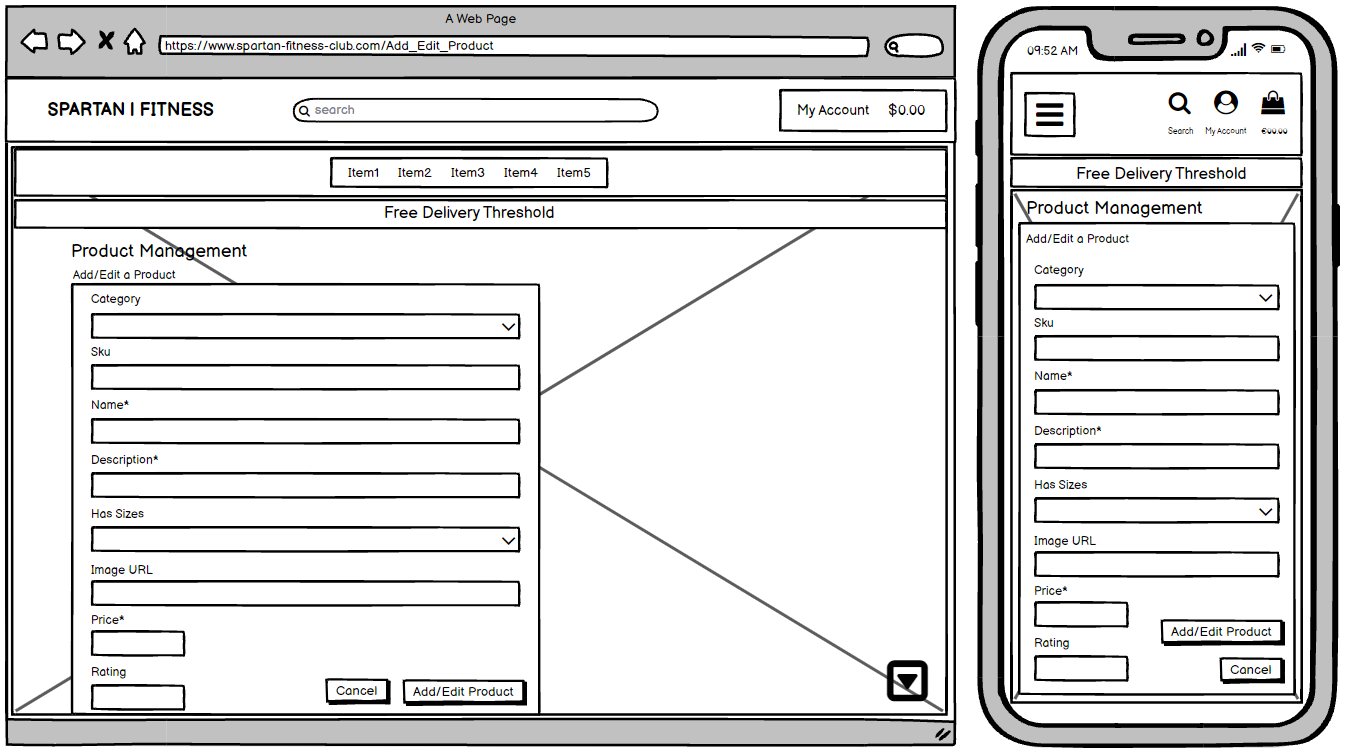 A Web Page
https://www.spartan-fitness-club.com/Add_Edit_Product
SPARTAN | FITNESS
search
My Account $0.00
Item1 Item2 Item3 Item4 Item5
Free Delivery Threshold
Product Management
Add/Edit a Product
Category
Sku
Name*
Description*
Has Sizes
Image URL
Price*
Rating
Cancel Add/Edit Product
09:52 AM
Search My Account €00.00
Free Delivery Threshold
Product Management
Add/Edit a Product
Category
Sku
Name*
Description*
Has Sizes
Image URL
Price*
Add/Edit Product
Rating
Cancel